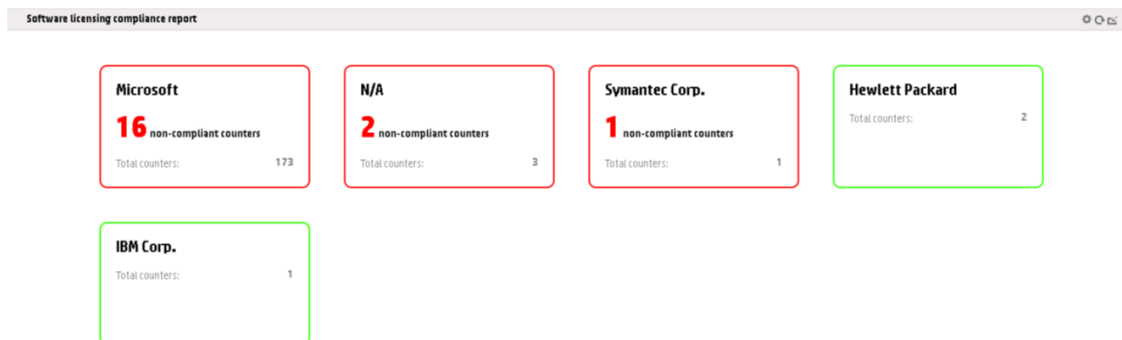 Software licensing compliance report
Microsoft
16 non-compliant counters
Total counters: 173
N/A
2 non-compliant counters
Total counters: 3
Symantec Corp.
1 non-compliant counters
Total counters: 1
Hewlett Packard
Total counters: 2
IBM Corp.
Total counters: 1